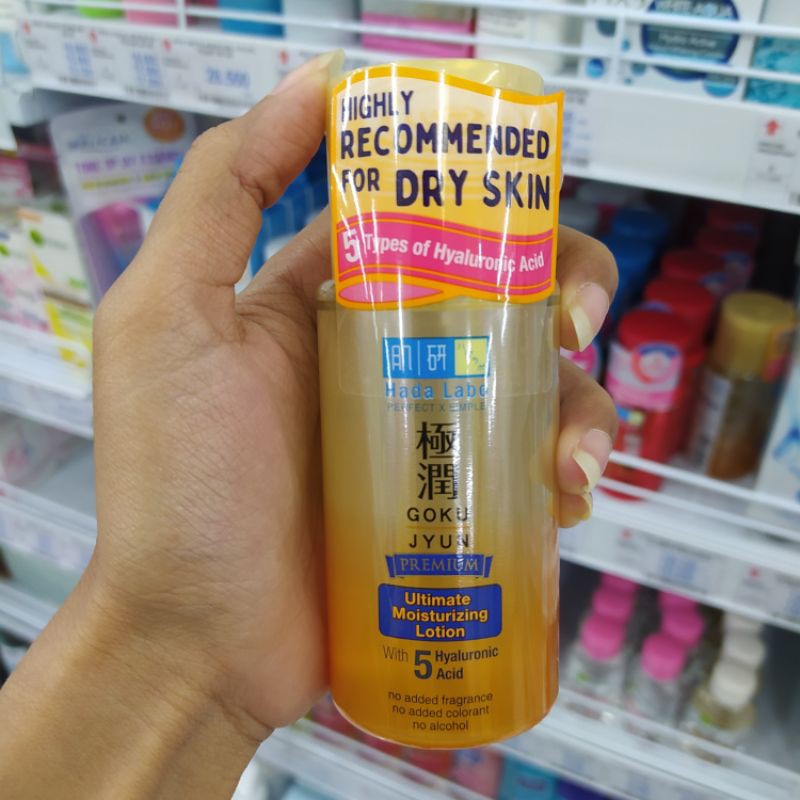 HIGHLY
RECOMMENDED
FOR DRY SKIN
5 Types of Hyaluronic Acid
肌研
Hada Labo
PERFECT X SIMPLE
極
潤
GOKU
JYUN
PREMIUM
Ultimate
Moisturizing
Lotion
With 5 Hyaluronic
Acid
no added fragrance
no added colorant
no alcohol